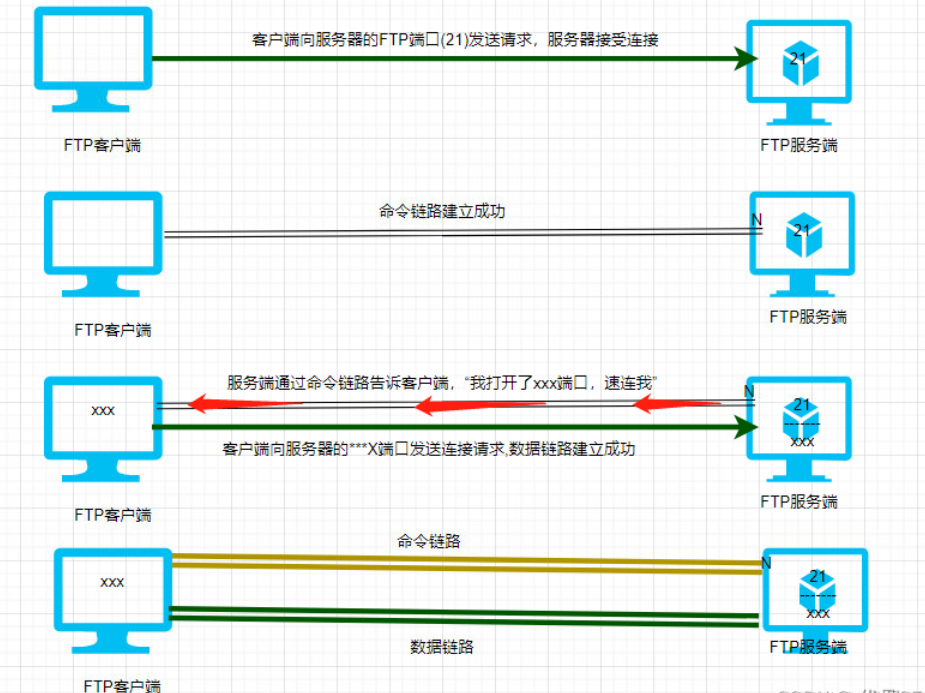 客户端向服务器的FTP端口(21)发送请求，服务器接受连接
21
FTP客户端
FTP服务端
命令链路建立成功
N
21
FTP客户端
FTP服务端
服务端通过命令链路告诉客户端，“我打开了xxx端口，速连我”
N
xxx
21
xxx
客户端向服务器的***X端口发送连接请求,数据链路建立成功
FTP客户端
FTP服务端
命令链路
N
xxx
21
xxx
数据链路
FTP服务端
FTP客户端